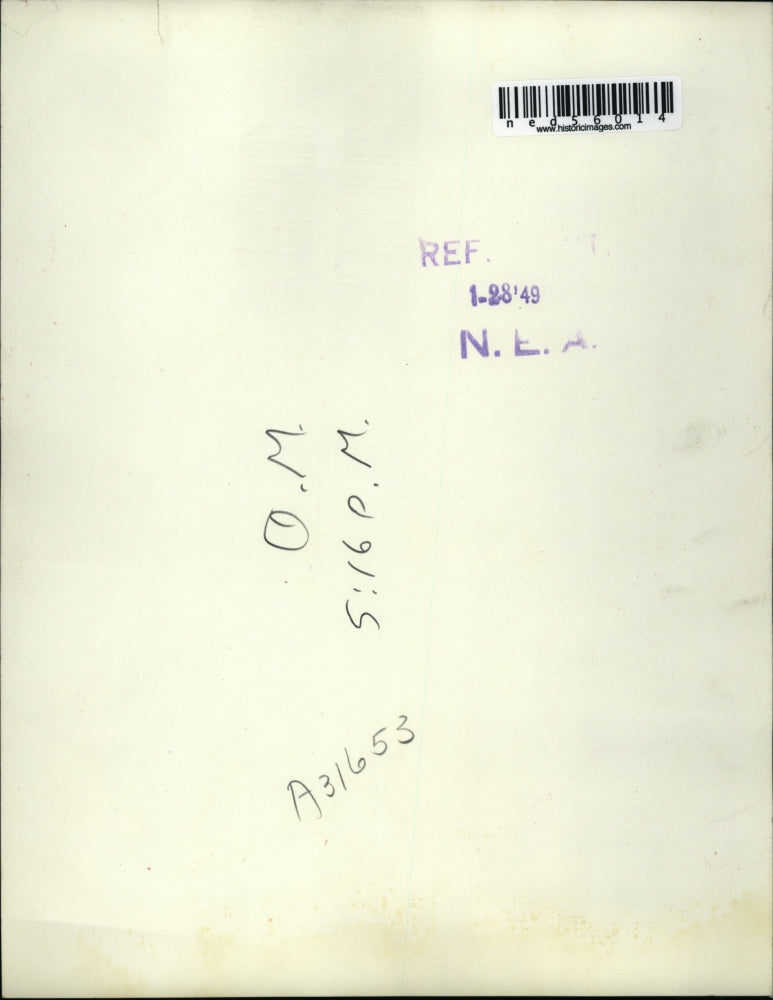 ned56014
www.historicimages.com
REF.
1-28'49
N. E. A.
O.M.
5:16 P.M.
A31653